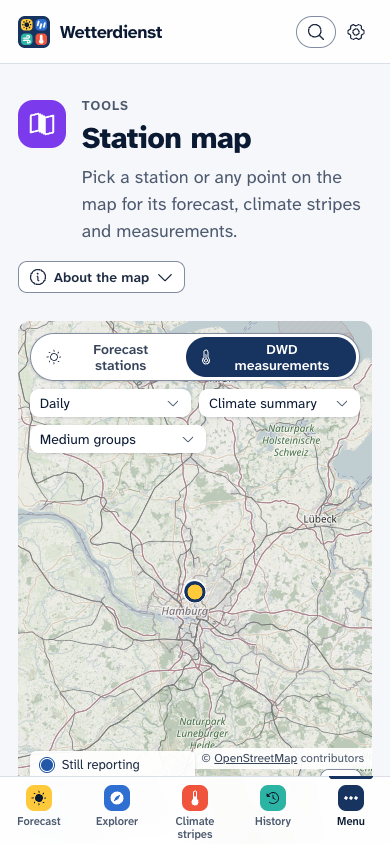 Wetterdienst
TOOLS
Station map
Pick a station or any point on the
map for its forecast, climate stripes
and measurements.
About the map
Forecast
stations
DWD
measurements
Daily
Climate summary
Medium groups
Naturpark
Holsteinische
Schweiz
Lübeck
Hamburg
Naturpark
Lüneburger
Heide
Still reporting
© OpenStreetMap contributors
Forecast
Explorer
Climate
stripes
History
Menu